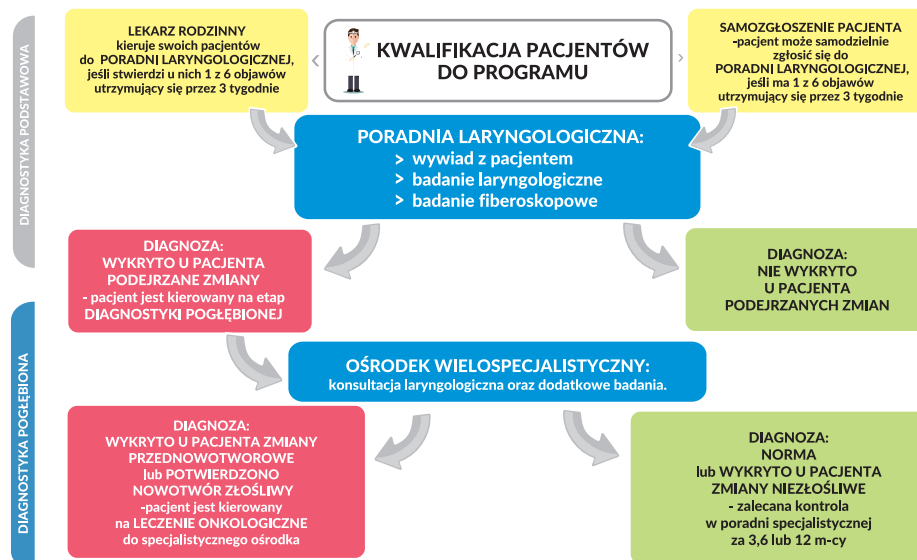 DIAGNOSTYKA PODSTAWOWA
LEKARZ RODZINNY
kieruje swoich pacjentów
do PORADNI LARYNGOLOGICZNEJ,
jeśli stwierdzi u nich 1 z 6 objawów
utrzymujący się przez 3 tygodnie
KWALIFIKACJA PACJENTÓW
DO PROGRAMU
SAMOZGŁOSZENIE PACJENTA
-pacjent może samodzielnie
zgłosić się do
PORADNI LARYNGOLOGICZNEJ,
jeśli ma 1 z 6 objawów
utrzymujący się przez 3 tygodnie
PORADNIA LARYNGOLOGICZNA:
> wywiad z pacjentem
> badanie laryngologiczne
> badanie fiberoskopowe
DIAGNOZA:
WYKRYTO U PACJENTA
PODEJRZANE ZMIANY
- pacjent jest kierowany na etap
DIAGNOSTYKI POGŁĘBIONEJ
DIAGNOZA:
NIE WYKRYTO
U PACJENTA
PODEJRZANYCH ZMIAN
DIAGNOSTYKA POGŁĘBIONA
OŚRODEK WIELOSPECJALISTYCZNY:
konsultacja laryngologiczna oraz dodatkowe badania.
DIAGNOZA:
WYKRYTO U PACJENTA ZMIANY
PRZEDNOWOTWOROWE
lub POTWIERDZONO
NOWOTWÓR ZŁOŚLIWY
-pacjent jest kierowany
na LECZENIE ONKOLOGICZNE
do specjalistycznego ośrodka
DIAGNOZA:
NORMA
lub WYKRYTO U PACJENTA
ZMIANY NIEZŁOŚLIWE
- zalecana kontrola
w poradni specjalistycznej
za 3,6 lub 12 m-cy